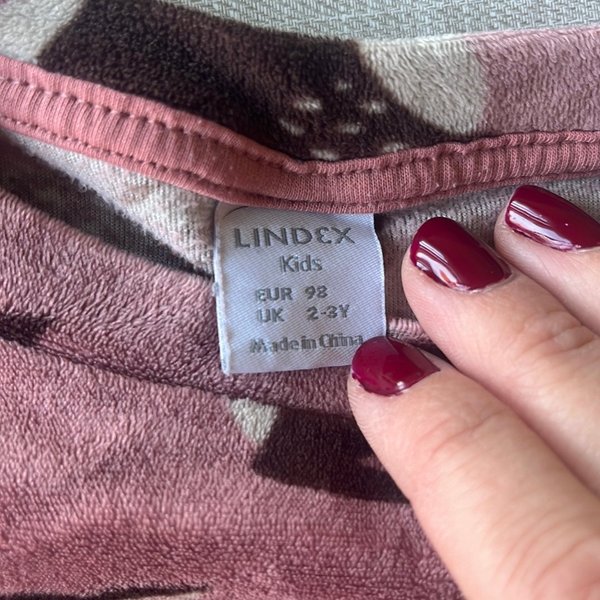 LINDEX
Kids
EUR 98
UK 2-3Y
Made in China